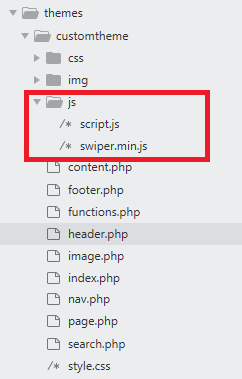 themes
customtheme
css
img
js
/* script.js
/* swiper.min.js
content.php
footer.php
functions.php
header.php
image.php
index.php
nav.php
page.php
search.php
/* style.css